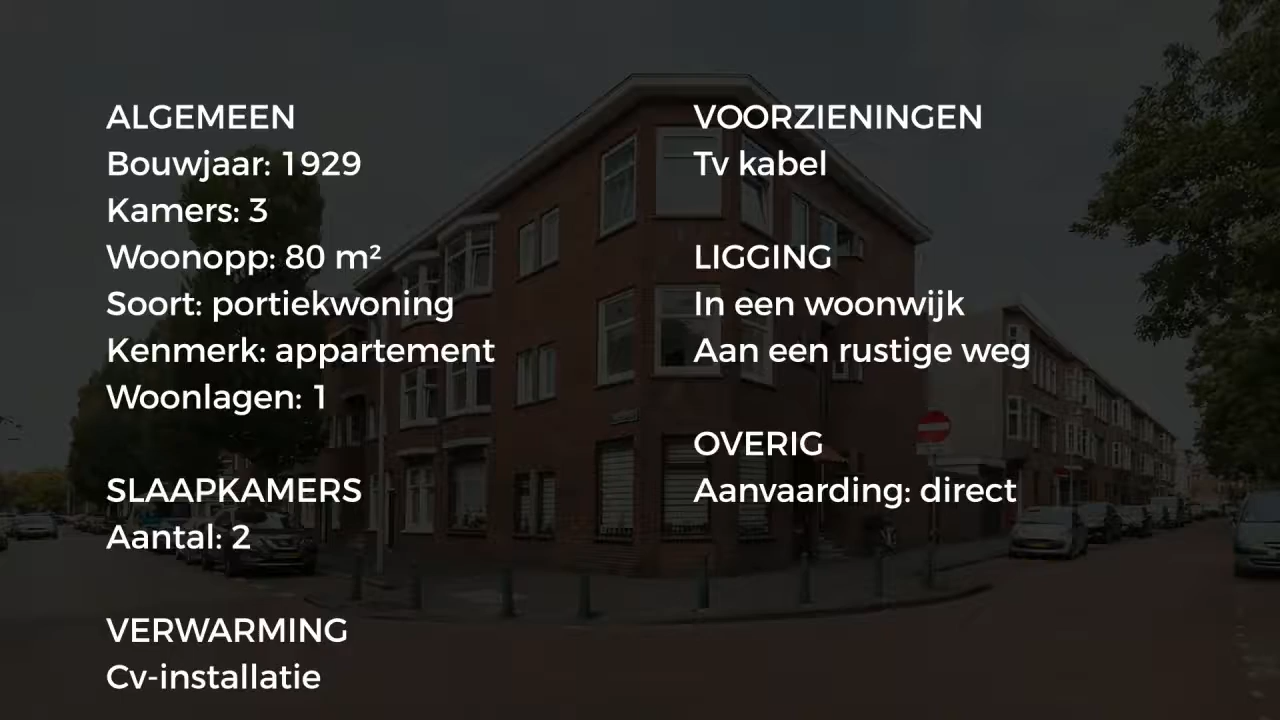 ALGEMEEN
Bouwjaar: 1929
Kamers: 3
Woonopp: 80 m²
Soort: portiekwoning
Kenmerk: appartement
Woonlagen: 1
SLAAPKAMERS
Aantal: 2
VERWARMING
Cv-installatie
VOORZIENINGEN
Tv kabel
LIGGING
In een woonwijk
Aan een rustige weg
OVERIG
Aanvaarding: direct